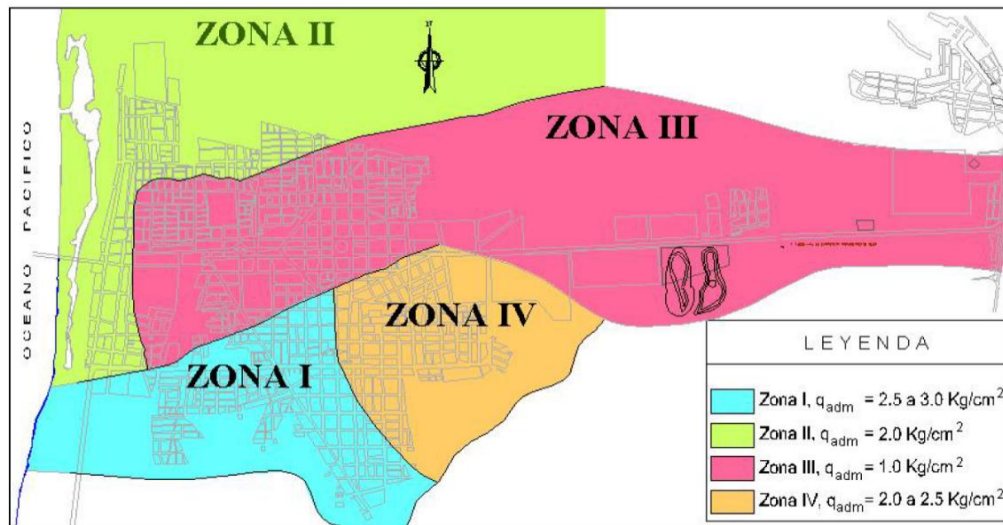 ZONA II
ZONA III
OCEANO PACIFICO
ZONA IV
ZONA I
LEYENDA
Zona I, qadm = 2.5 a 3.0 Kg/cm²
Zona II, qadm = 2.0 Kg/cm²
Zona III, qadm = 1.0 Kg/cm²
Zona IV, qadm = 2.0 a 2.5 Kg/cm²